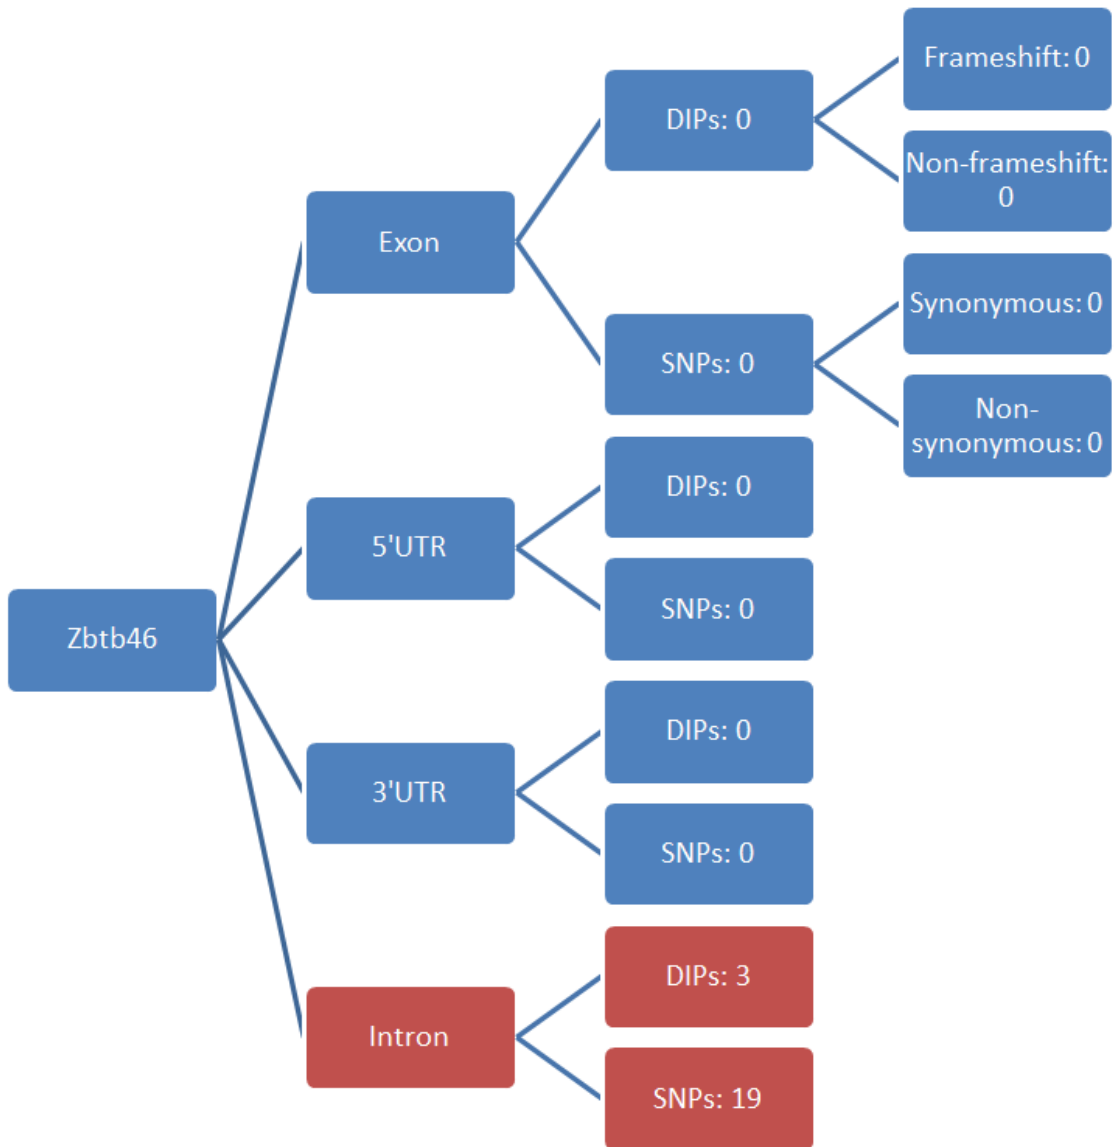 Zbtb46
Exon
DIPs: 0
Frameshift: 0
Non-frameshift:
0
SNPs: 0
Synonymous: 0
Non-
synonymous: 0
5'UTR
DIPs: 0
SNPs: 0
3'UTR
DIPs: 0
SNPs: 0
Intron
DIPs: 3
SNPs: 19